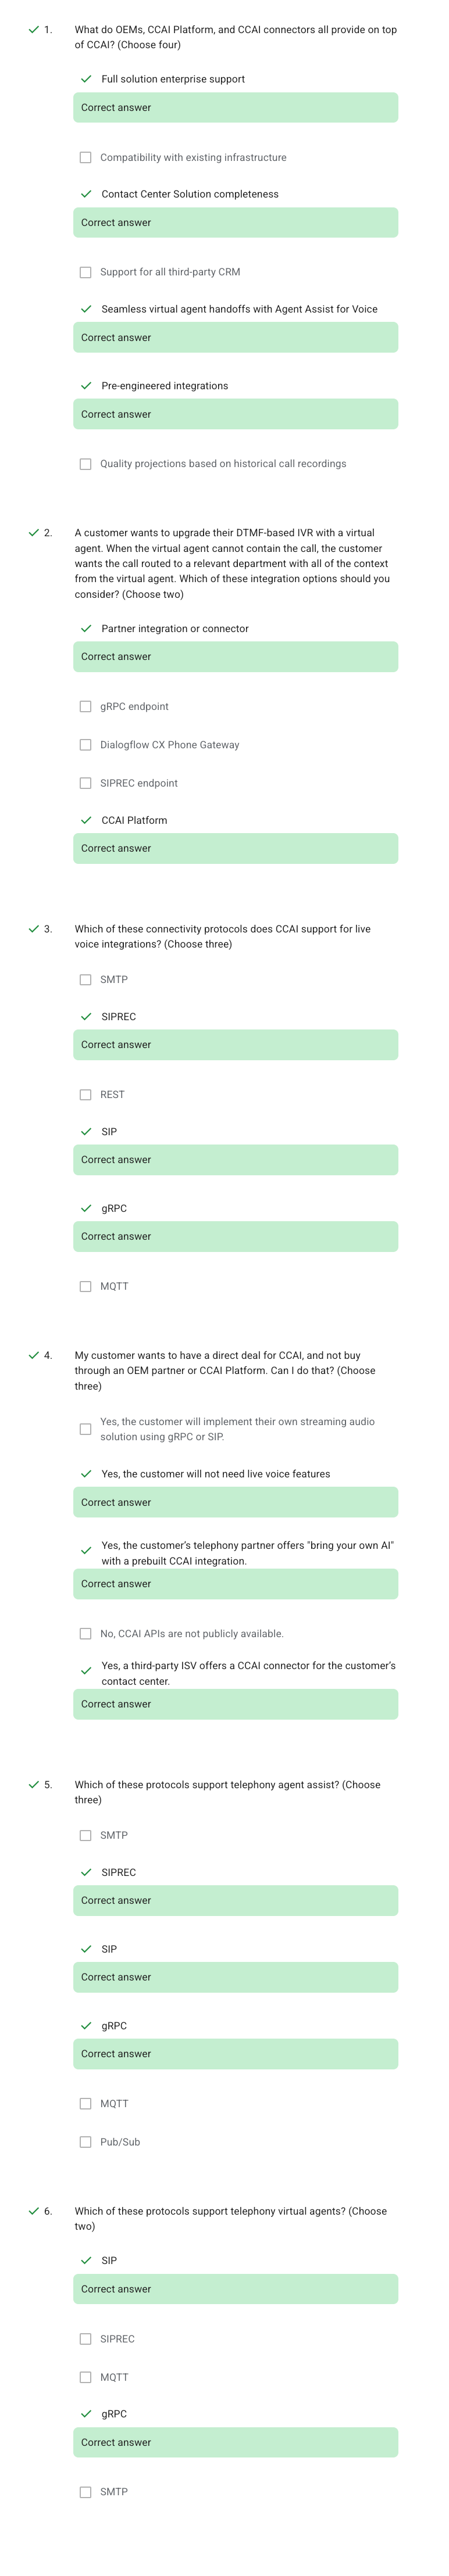 1. What do OEMs, CCAI Platform, and CCAI connectors all provide on top
of CCAI? (Choose four)
Full solution enterprise support
Correct answer
Compatibility with existing infrastructure
Contact Center Solution completeness
Correct answer
Support for all third-party CRM
Seamless virtual agent handoffs with Agent Assist for Voice
Correct answer
Pre-engineered integrations
Correct answer
Quality projections based on historical call recordings
2. A customer wants to upgrade their DTMF-based IVR with a virtual
agent. When the virtual agent cannot contain the call, the customer
wants the call routed to a relevant department with all of the context
from the virtual agent. Which of these integration options should you
consider? (Choose two)
Partner integration or connector
Correct answer
gRPC endpoint
Dialogflow CX Phone Gateway
SIPREC endpoint
CCAI Platform
Correct answer
3. Which of these connectivity protocols does CCAI support for live
voice integrations? (Choose three)
SMTP
SIPREC
Correct answer
REST
SIP
Correct answer
gRPC
Correct answer
MQTT
4. My customer wants to have a direct deal for CCAI, and not buy
through an OEM partner or CCAI Platform. Can I do that? (Choose
three)
Yes, the customer will implement their own streaming audio
solution using gRPC or SIP.
Yes, the customer will not need live voice features
Correct answer
Yes, the customer's telephony partner offers "bring your own AI"
with a prebuilt CCAI integration.
Correct answer
No, CCAI APIs are not publicly available.
Yes, a third-party ISV offers a CCAI connector for the customer's
contact center.
Correct answer
5. Which of these protocols support telephony agent assist? (Choose
three)
SMTP
SIPREC
Correct answer
SIP
Correct answer
gRPC
Correct answer
MQTT
Pub/Sub
6. Which of these protocols support telephony virtual agents? (Choose
two)
SIP
Correct answer
SIPREC
MQTT
gRPC
Correct answer
SMTP